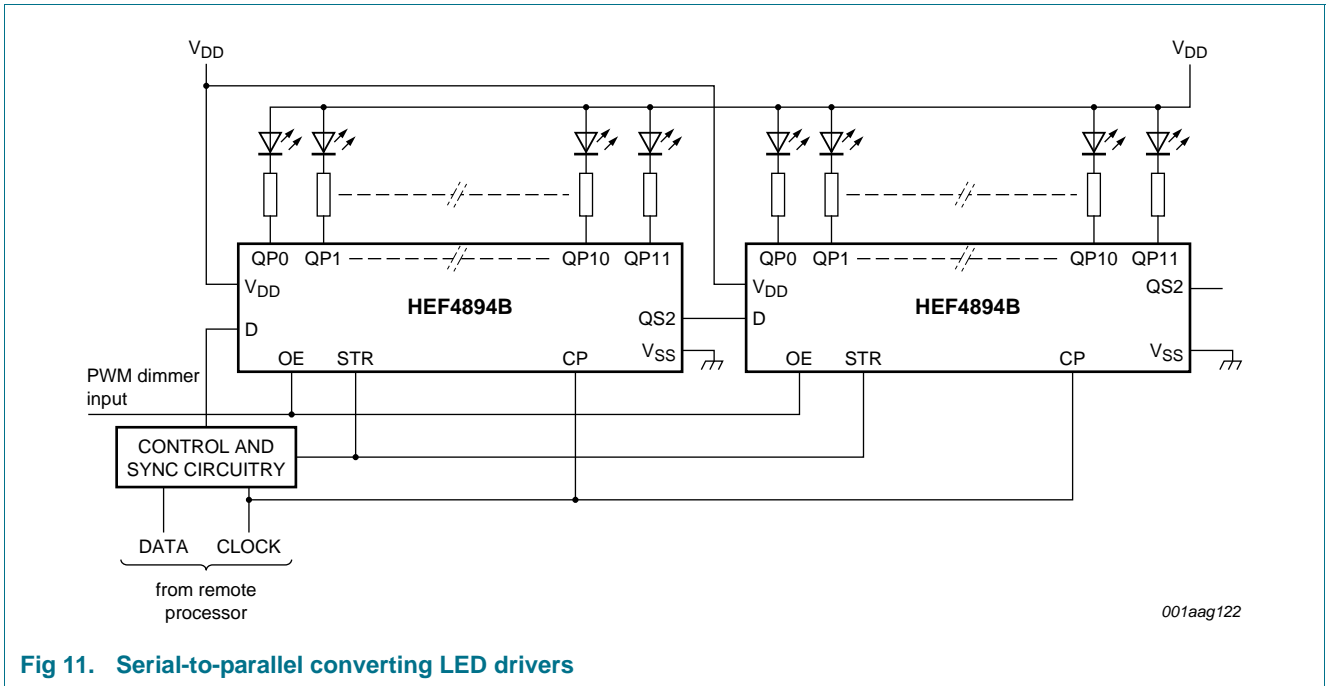 VDD VDD
QP0 QP1 QP10 QP11 QP0 QP1 QP10 QP11
VDD QS2
HEF4894B VDD HEF4894B
D QS2 D
OE STR CP VSS OE STR CP VSS
PWM dimmer
input
CONTROL AND
SYNC CIRCUITRY
DATA CLOCK
from remote
processor
001aag122
Fig 11. Serial-to-parallel converting LED drivers